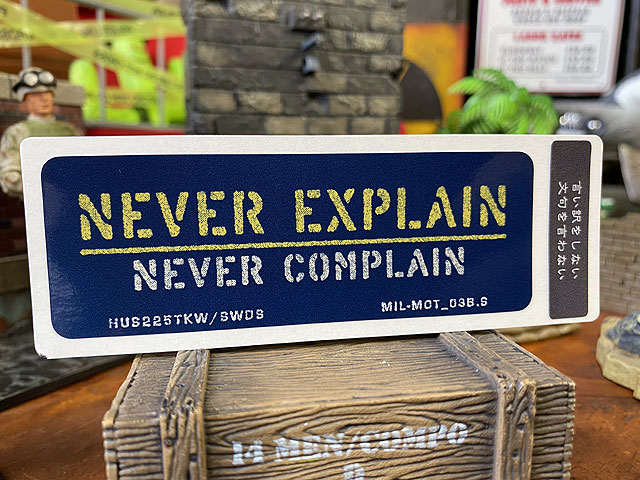 NEVER EXPLAIN
NEVER COMPLAIN
HUS225TKW/SWDS
MIL-MOT_03B.S
言い訳をしない
文句を言わない
14 MEN/COMPO